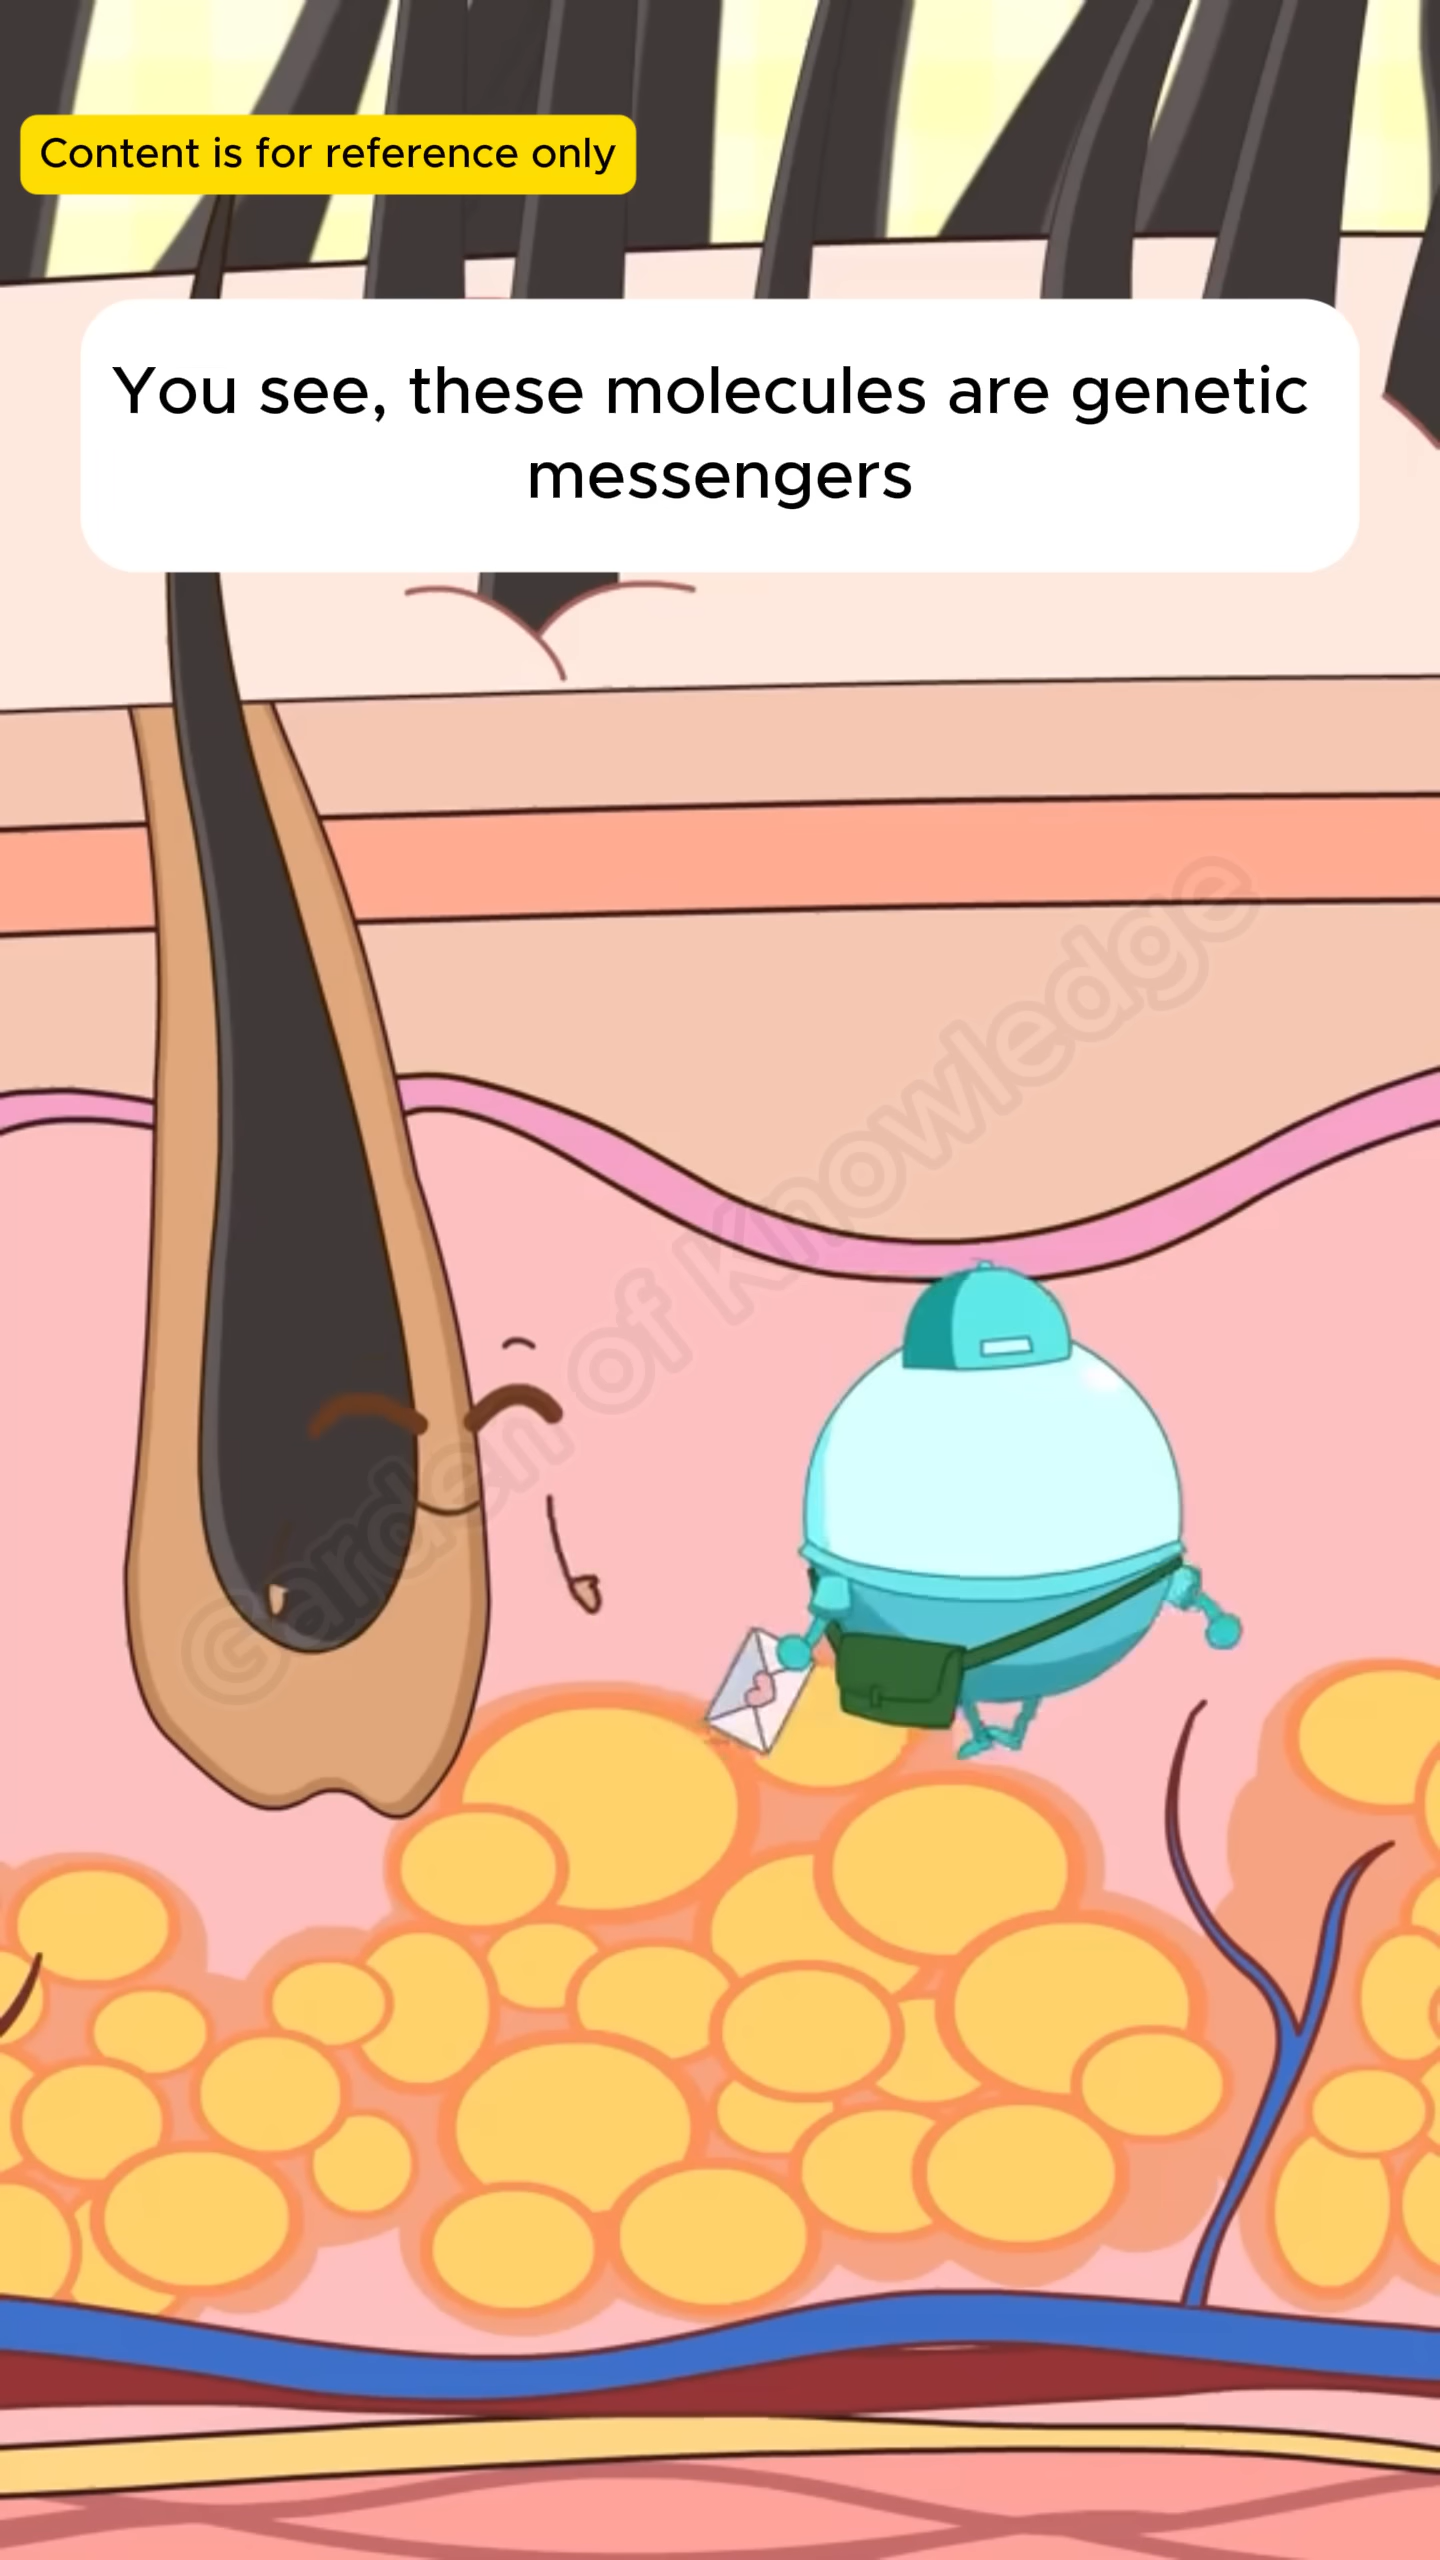 Content is for reference only
You see, these molecules are genetic
messengers
Garden of Knowledge